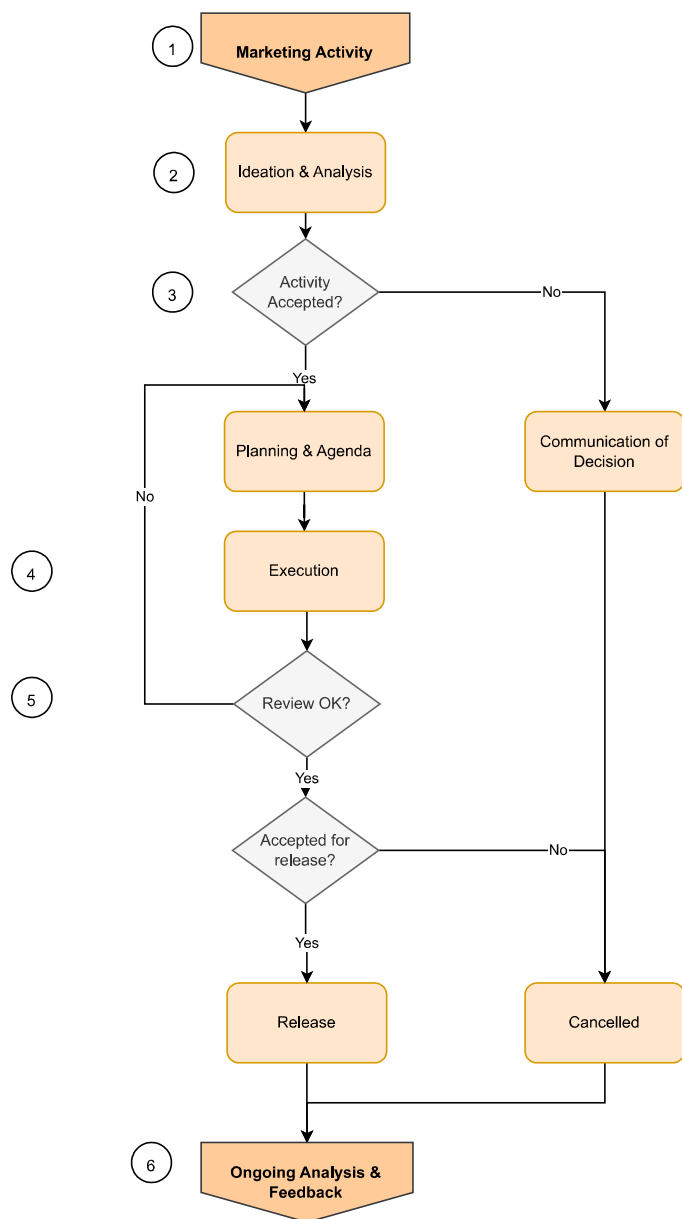 1
Marketing Activity
2
Ideation & Analysis
3
Activity
Accepted?
No
Yes
Planning & Agenda
Communication of
Decision
No
4
Execution
5
Review OK?
Yes
Accepted for
release?
No
Yes
Release
Cancelled
6
Ongoing Analysis &
Feedback